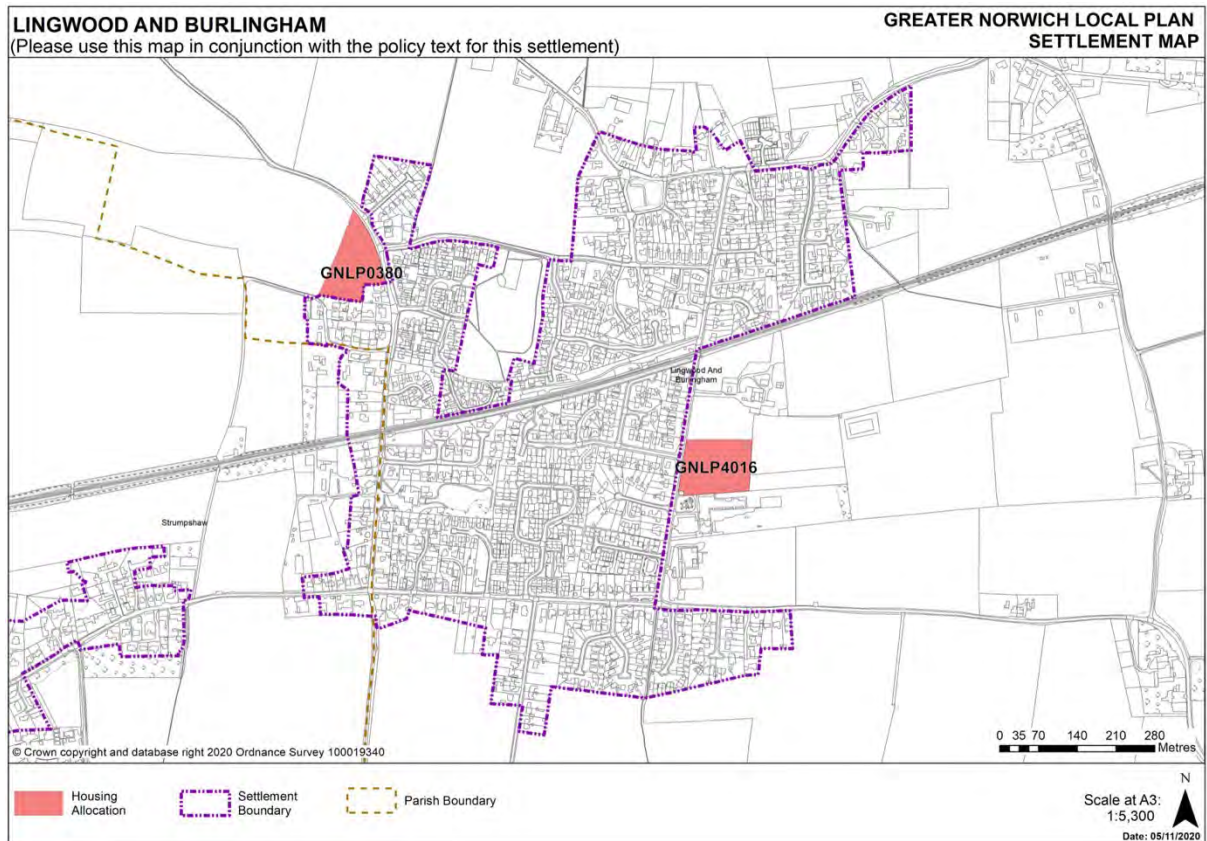 LINGWOOD AND BURLINGHAM
(Please use this map in conjunction with the policy text for this settlement)
GREATER NORWICH LOCAL PLAN
SETTLEMENT MAP
GNLP0380
Lingwood And
Burlingham
GNLP4016
Strumpshaw
© Crown copyright and database right 2020 Ordnance Survey 100019340
0 35 70 140 210 280
Metres
Housing
Allocation
Settlement
Boundary
Parish Boundary
Scale at A3:
1:5,300
N
Date: 05/11/2020